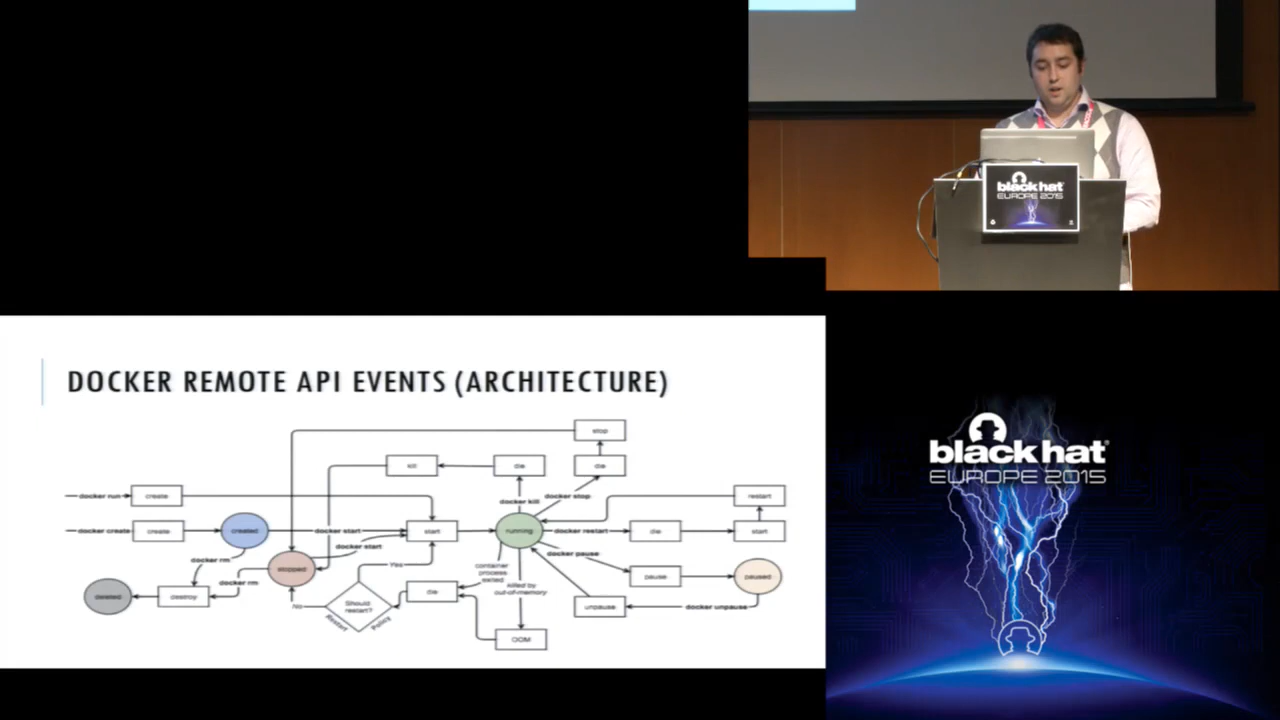 black hat
EUROPE 2015
DOCKER REMOTE API EVENTS (ARCHITECTURE)
stop
kill
die
die
docker kill
docker stop
docker run
create
restart
docker create
create
created
docker start
start
running
docker restart
die
start
docker start
docker rm
stopped
docker pause
docker rm
Yes
container
process
exited
pause
paused
deleted
destroy
No
Should
restart?
Restart
Policy
die
killed by
out-of-memory
unpause
docker unpause
OOM
black hat
EUROPE 2015